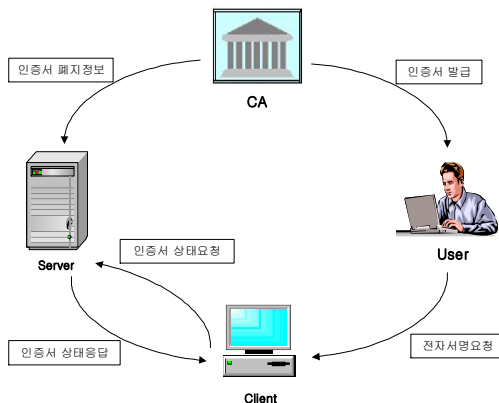 인증서 폐지정보
인증서 발급
CA
Server
인증서 상태요청
User
인증서 상태응답
전자서명요청
Client